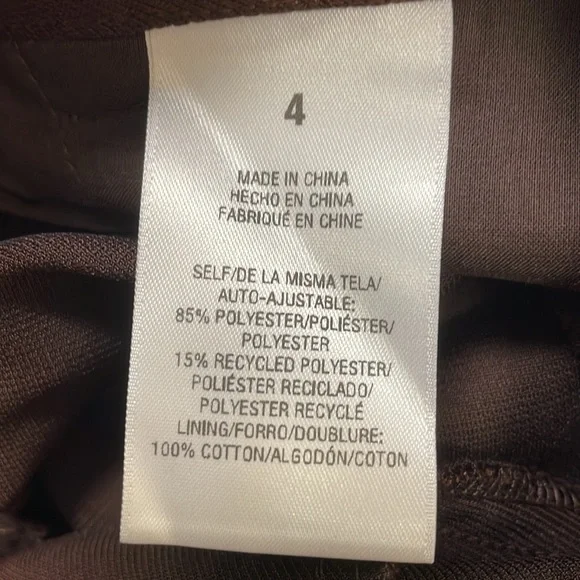 4
MADE IN CHINA
HECHO EN CHINA
FABRIQUÉ EN CHINE
SELF/DE LA MISMA TELA/
AUTO-AJUSTABLE:
85% POLYESTER/POLIÉSTER/
POLYESTER
15% RECYCLED POLYESTER/
POLIÉSTER RECICLADO/
POLYESTER RECYCLÉ
LINING/FORRO/DOUBLURE:
100% COTTON/ALGODÓN/COTON